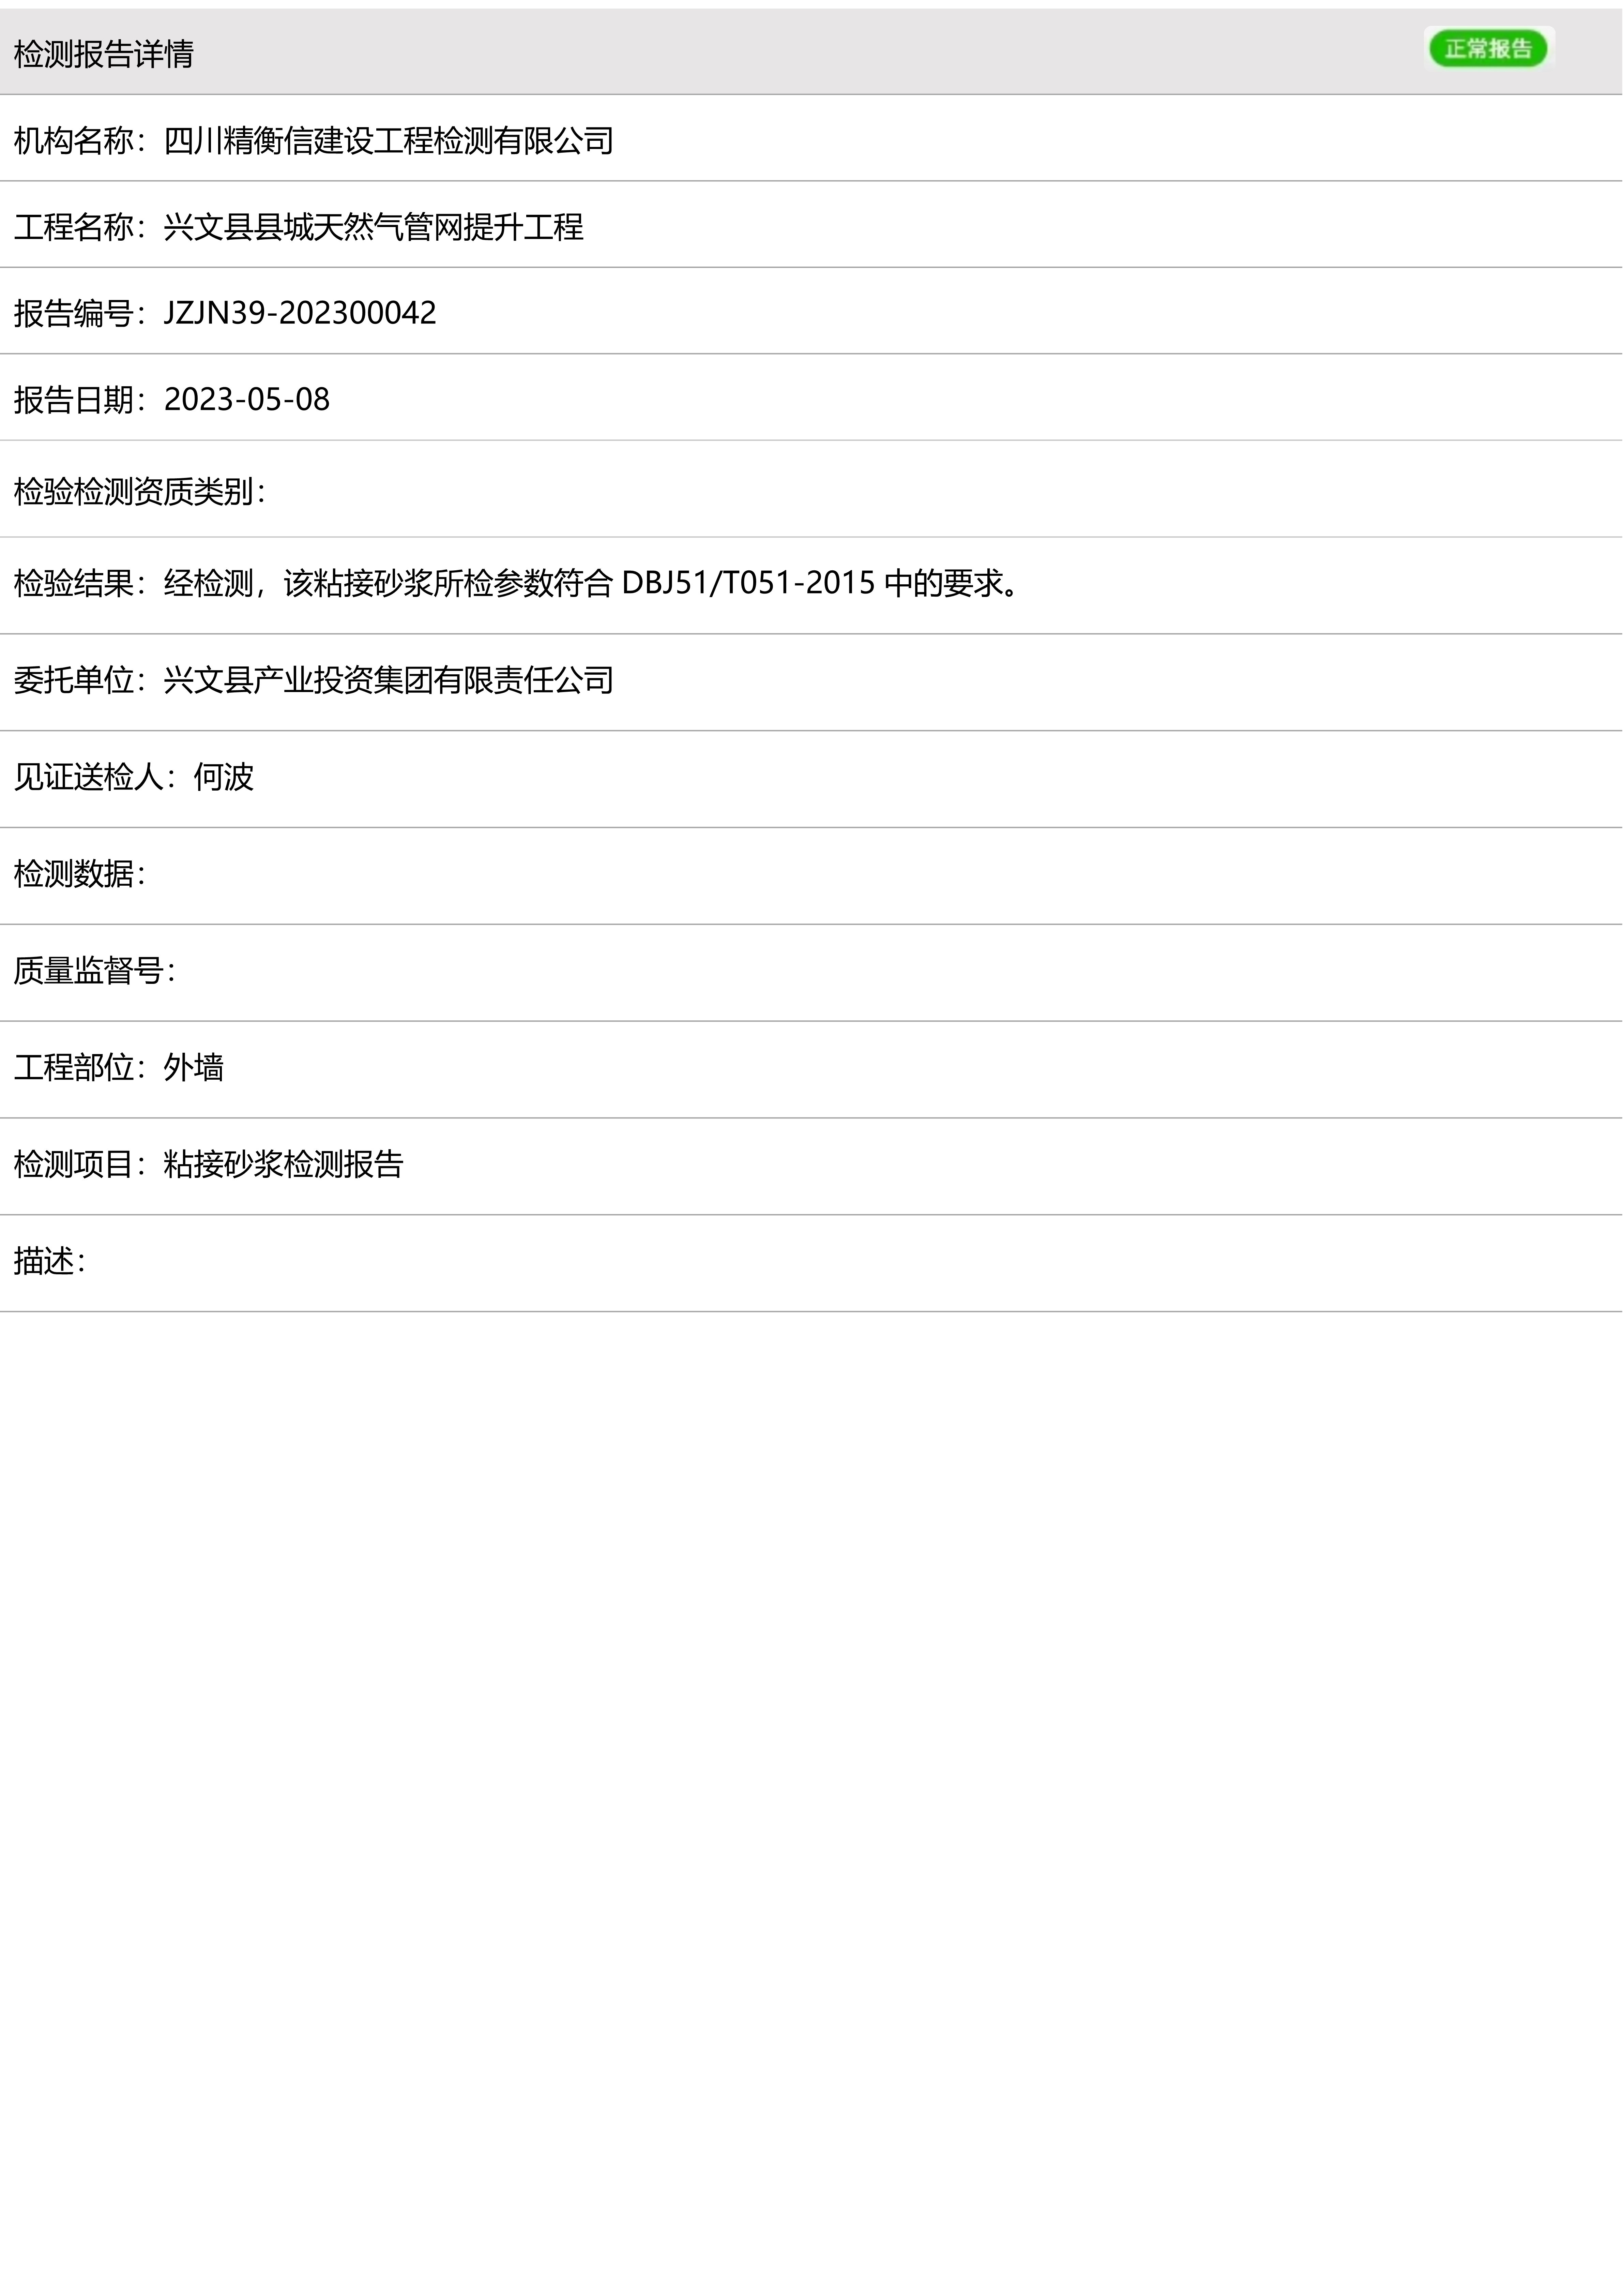 检测报告详情 正常报告
机构名称：四川精衡信建设工程检测有限公司
工程名称：兴文县县城天然气管网提升工程
报告编号：JZJN39-202300042
报告日期：2023-05-08
检验检测资质类别：
检验结果：经检测，该粘接砂浆所检参数符合 DBJ51/T051-2015 中的要求。
委托单位：兴文县产业投资集团有限责任公司
见证送检人：何波
检测数据：
质量监督号：
工程部位：外墙
检测项目：粘接砂浆检测报告
描述：